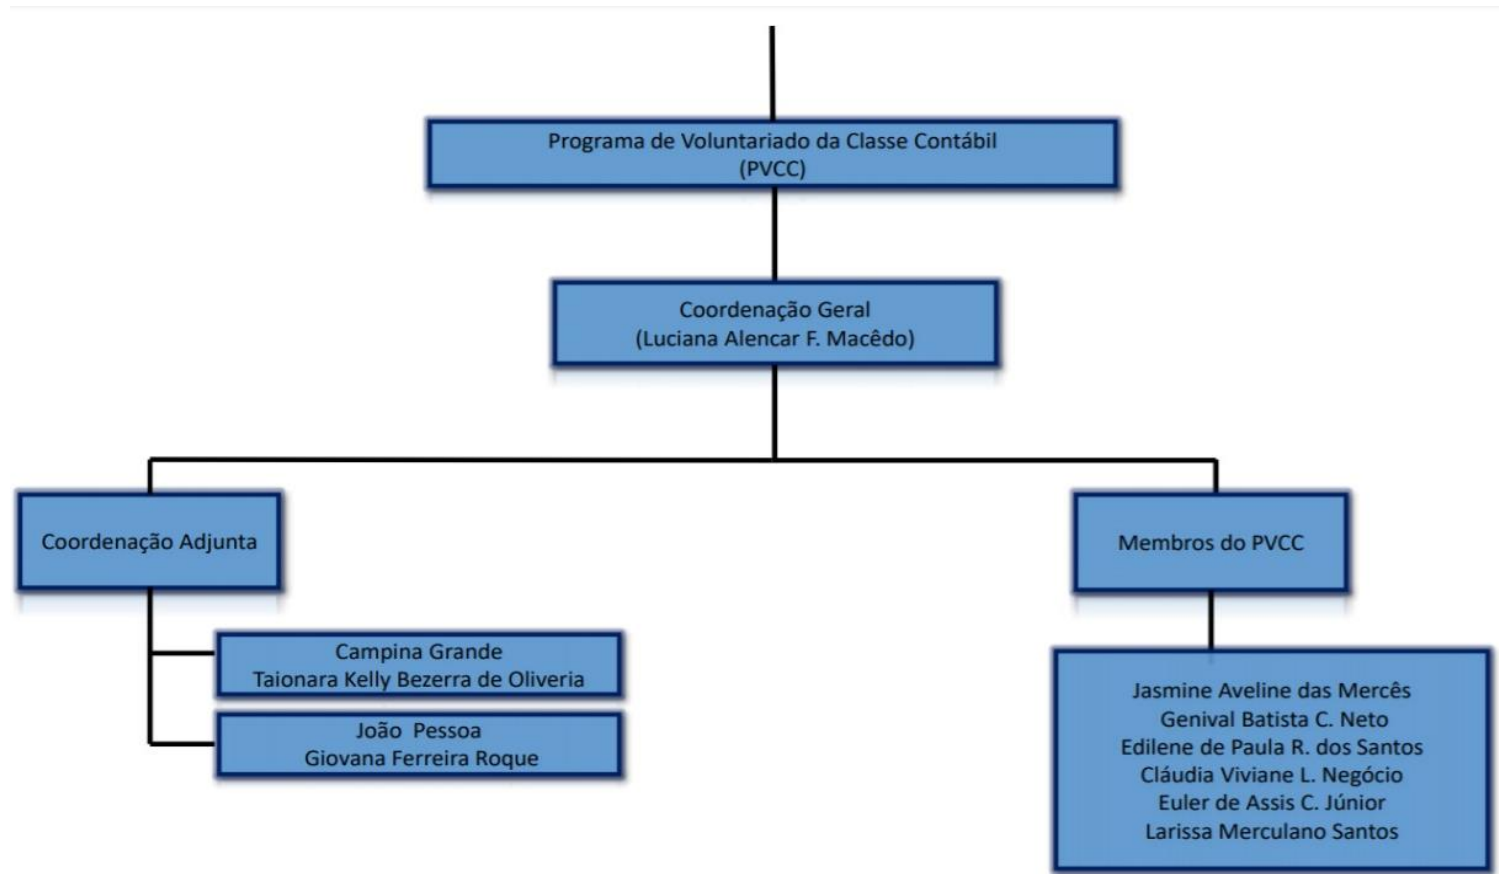 Programa de Voluntariado da Classe Contábil
(PVCC)
Coordenação Geral
(Luciana Alencar F. Macêdo)
Coordenação Adjunta
Campina Grande
Taionara Kelly Bezerra de Oliveria
João Pessoa
Giovana Ferreira Roque
Membros do PVCC
Jasmine Aveline das Mercês
Genival Batista C. Neto
Edilene de Paula R. dos Santos
Cláudia Viviane L. Negócio
Euler de Assis C. Júnior
Larissa Merculano Santos